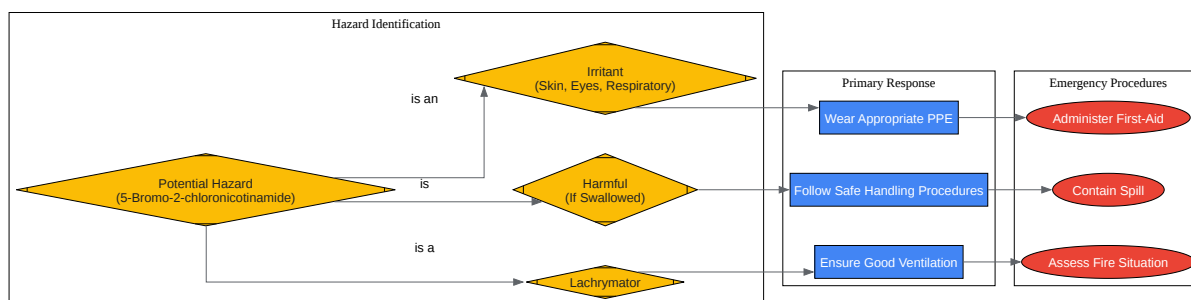 Hazard Identification
Irritant
(Skin, Eyes, Respiratory)
is an
Potential Hazard
(5-Bromo-2-chloronicotinamide)
is
Harmful
(If Swallowed)
is a
Lachrymator
Primary Response
Wear Appropriate PPE
Follow Safe Handling Procedures
Ensure Good Ventilation
Emergency Procedures
Administer First-Aid
Contain Spill
Assess Fire Situation